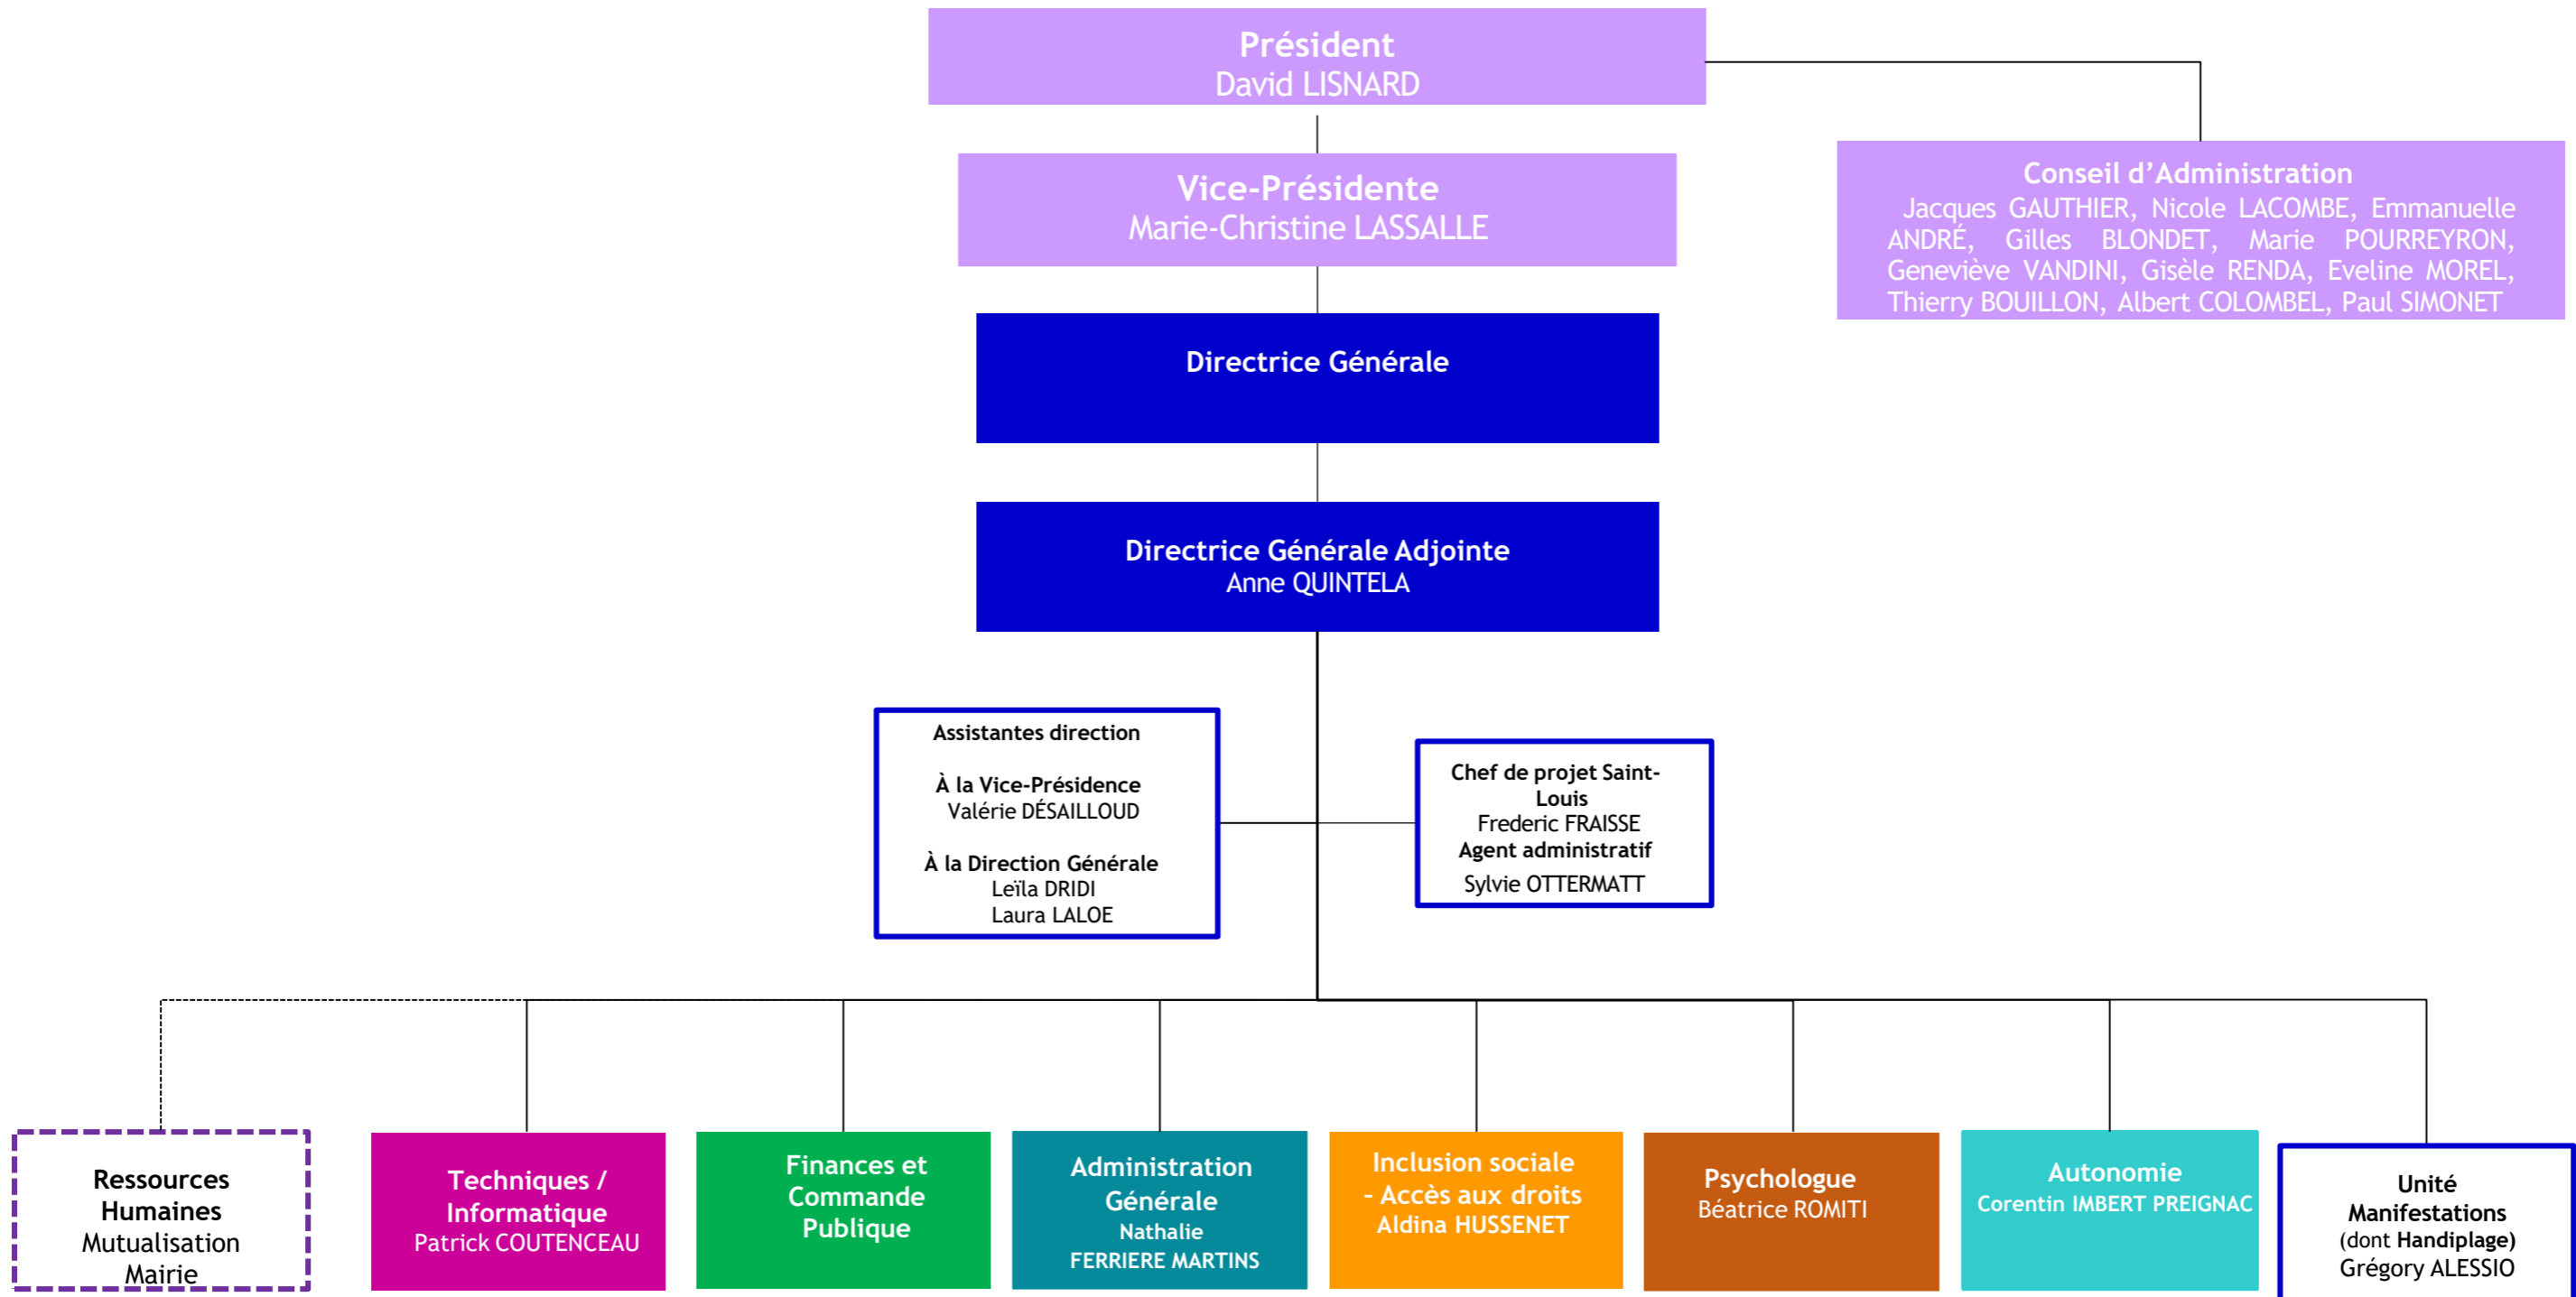 Président
David LISNARD
Vice-Présidente
Marie-Christine LASSALLE
Conseil d’Administration
Jacques GAUTHIER, Nicole LACOMBE, Emmanuelle
ANDRÉ, Gilles BLONDET, Marie POURREYRON,
Geneviève VANDINI, Gisèle RENDA, Eveline MOREL,
Thierry BOUILLON, Albert COLOMBEL, Paul SIMONET
Directrice Générale
Directrice Générale Adjointe
Anne QUINTELA
Assistantes direction
À la Vice-Présidence
Valérie DÉSAILLOUD
À la Direction Générale
Leïla DRIDI
Laura LALOE
Chef de projet Saint-
Louis
Frederic FRAISSE
Agent administratif
Sylvie OTTERMATT
Ressources
Humaines
Mutualisation
Mairie
Techniques /
Informatique
Patrick COUTENCEAU
Finances et
Commande
Publique
Administration
Générale
Nathalie
FERRIERE MARTINS
Inclusion sociale
– Accès aux droits
Aldina HUSSENET
Psychologue
Béatrice ROMITI
Autonomie
Corentin IMBERT PREIGNAC
Unité
Manifestations
(dont Handiplage)
Grégory ALESSIO